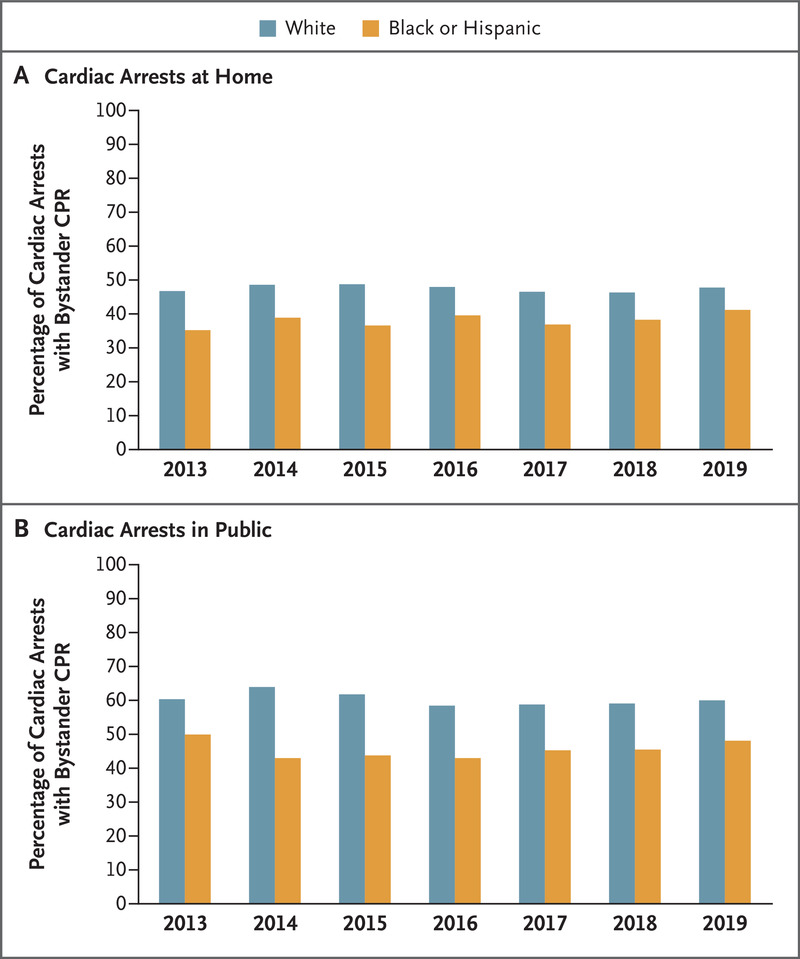 White Black or Hispanic
A Cardiac Arrests at Home
100
90
80
70
60
50
40
30
20
10
0
Percentage of Cardiac Arrests
with Bystander CPR
2013 2014 2015 2016 2017 2018 2019
B Cardiac Arrests in Public
100
90
80
70
60
50
40
30
20
10
0
Percentage of Cardiac Arrests
with Bystander CPR
2013 2014 2015 2016 2017 2018 2019